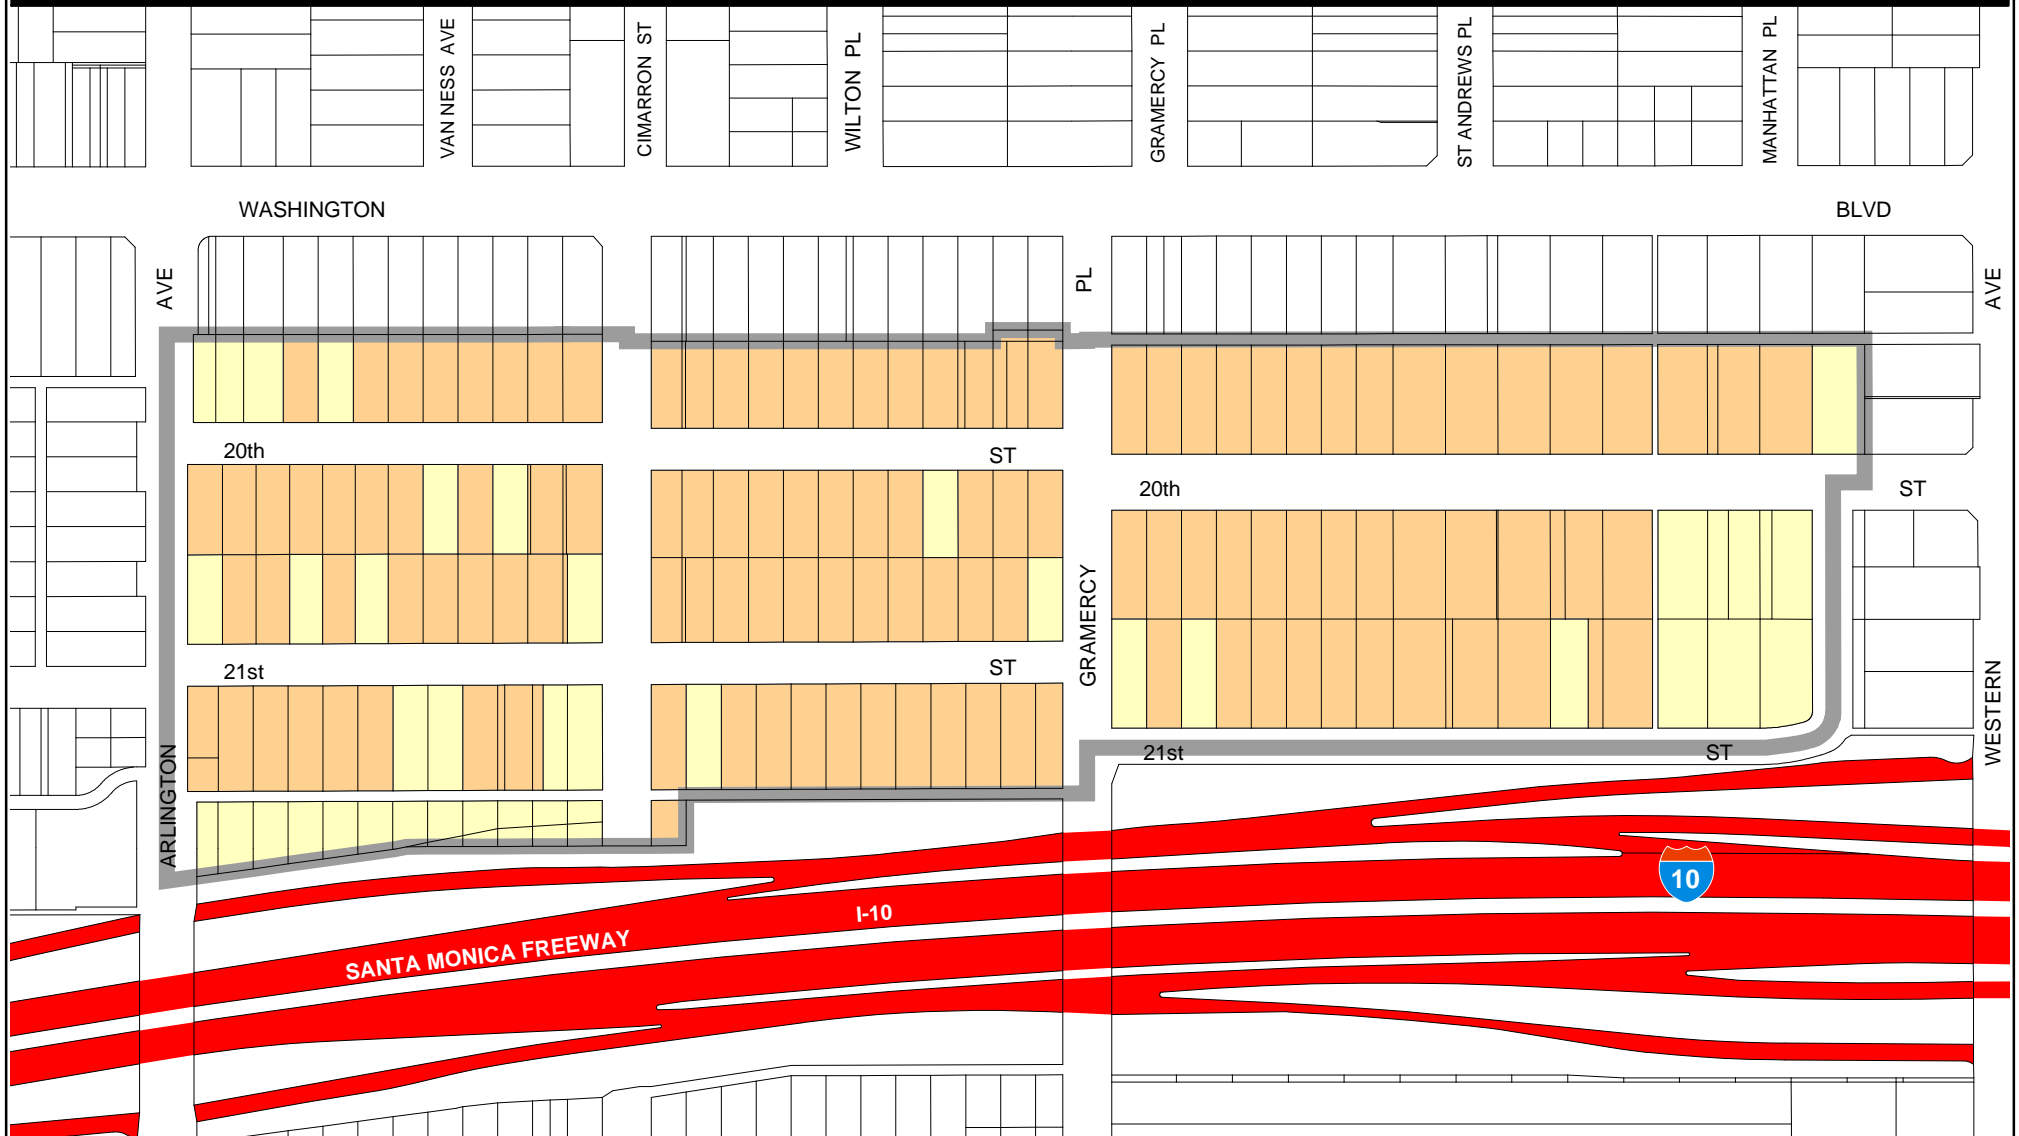 VAN NESS AVE
CIMARRON ST
WILTON PL
GRAMERCY PL
ST ANDREWS PL
MANHATTAN PL
WASHINGTON
BLVD
AVE
PL
AVE
20th
ST
20th
ST
GRAMERCY
21st
ST
WESTERN
ARLINGTON
21st
ST
10
I-10
SANTA MONICA FREEWAY